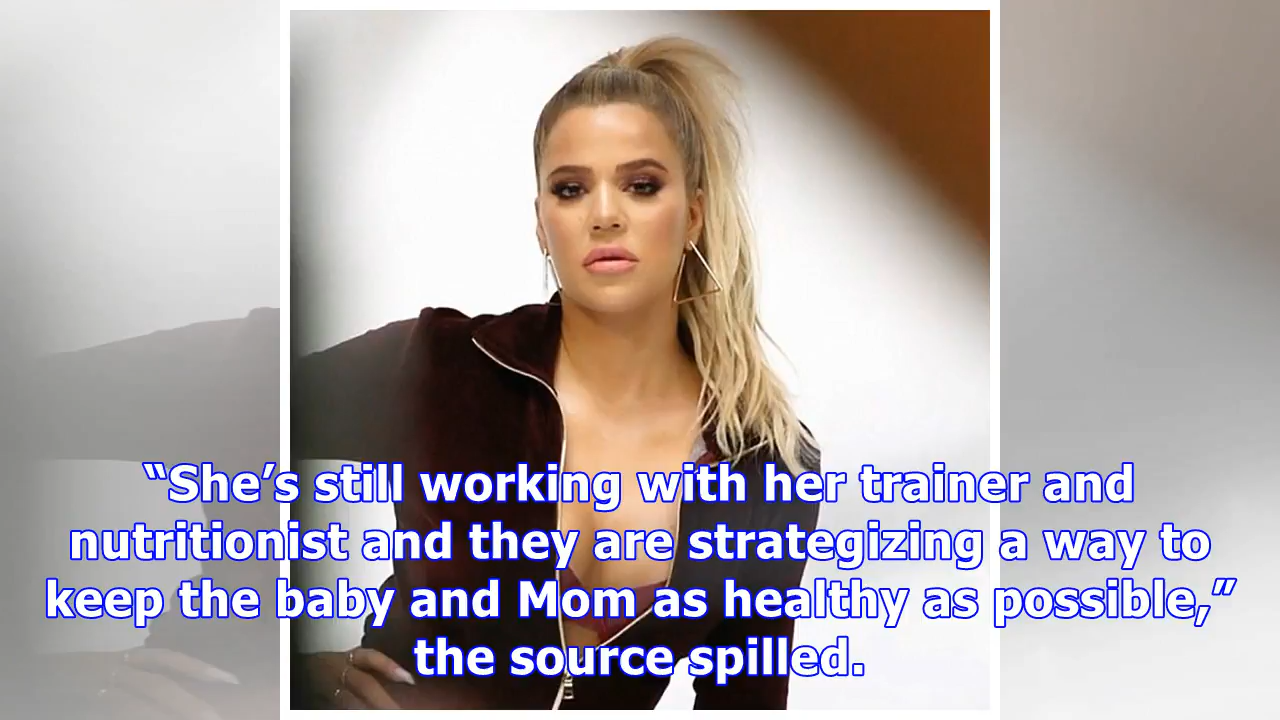 “She’s still working with her trainer and
nutritionist and they are strategizing a way to
keep the baby and Mom as healthy as possible,”
the source spilled.